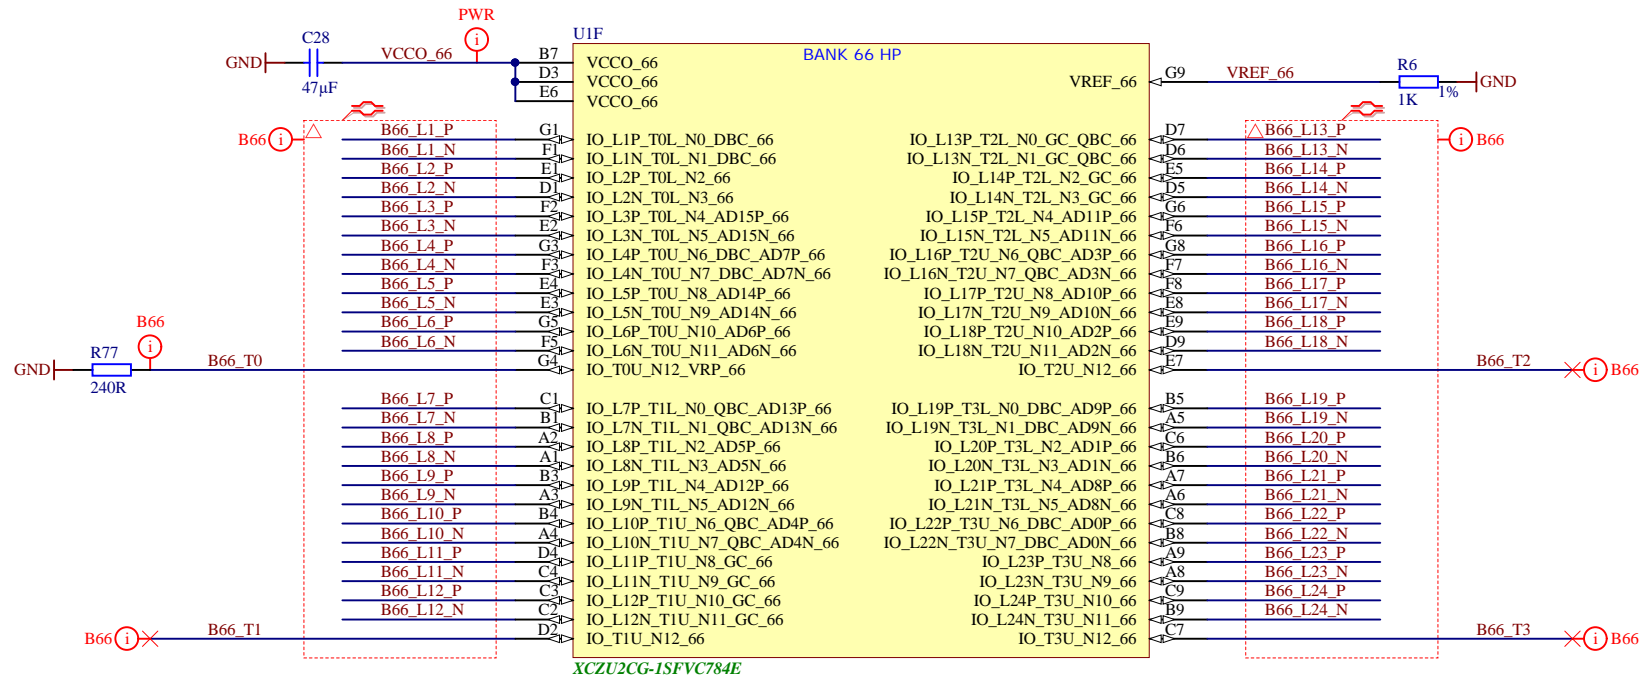 PWR
U1F
C28
GND
VCCO_66
47µF
B7 VCCO_66
D3 VCCO_66
E6 VCCO_66
BANK 66 HP
VREF_66 G9 VREF_66
R6
GND
1K
1%
B66 i
B66_L1_P G1 IO_L1P_T0L_N0_DBC_66
B66_L1_N F1 IO_L1N_T0L_N1_DBC_66
B66_L2_P E1 IO_L2P_T0L_N2_66
B66_L2_N D1 IO_L2N_T0L_N3_66
B66_L3_P F2 IO_L3P_T0L_N4_AD15P_66
B66_L3_N E2 IO_L3N_T0L_N5_AD15N_66
B66_L4_P G3 IO_L4P_T0U_N6_DBC_AD7P_66
B66_L4_N F3 IO_L4N_T0U_N7_DBC_AD7N_66
B66_L5_P E4 IO_L5P_T0U_N8_AD14P_66
B66_L5_N E3 IO_L5N_T0U_N9_AD14N_66
B66_L6_P G5 IO_L6P_T0U_N10_AD6P_66
B66_L6_N F5 IO_L6N_T0U_N11_AD6N_66
B66
i
R77
GND
240R
B66_T0 G4 IO_T0U_N12_VRP_66
B66_L7_P C1 IO_L7P_T1L_N0_QBC_AD13P_66
B66_L7_N B1 IO_L7N_T1L_N1_QBC_AD13N_66
B66_L8_P A2 IO_L8P_T1L_N2_AD5P_66
B66_L8_N A1 IO_L8N_T1L_N3_AD5N_66
B66_L9_P B3 IO_L9P_T1L_N4_AD12P_66
B66_L9_N A3 IO_L9N_T1L_N5_AD12N_66
B66_L10_P B4 IO_L10P_T1U_N6_QBC_AD4P_66
B66_L10_N A4 IO_L10N_T1U_N7_QBC_AD4N_66
B66_L11_P D4 IO_L11P_T1U_N8_GC_66
B66_L11_N C4 IO_L11N_T1U_N9_GC_66
B66_L12_P C3 IO_L12P_T1U_N10_GC_66
B66_L12_N C2 IO_L12N_T1U_N11_GC_66
B66 i B66_T1 D2 IO_T1U_N12_66
IO_L13P_T2L_N0_GC_QBC_66 D7 B66_L13_P
i B66
IO_L13N_T2L_N1_GC_QBC_66 D6 B66_L13_N
IO_L14P_T2L_N2_GC_66 E5 B66_L14_P
IO_L14N_T2L_N3_GC_66 D5 B66_L14_N
IO_L15P_T2L_N4_AD11P_66 G6 B66_L15_P
IO_L15N_T2L_N5_AD11N_66 F6 B66_L15_N
IO_L16P_T2U_N6_QBC_AD3P_66 G8 B66_L16_P
IO_L16N_T2U_N7_QBC_AD3N_66 F7 B66_L16_N
IO_L17P_T2U_N8_AD10P_66 F8 B66_L17_P
IO_L17N_T2U_N9_AD10N_66 E8 B66_L17_N
IO_L18P_T2U_N10_AD2P_66 E9 B66_L18_P
IO_L18N_T2U_N11_AD2N_66 D9 B66_L18_N
IO_T2U_N12_66 E7 B66_T2 i B66
IO_L19P_T3L_N0_DBC_AD9P_66 B5 B66_L19_P
IO_L19N_T3L_N1_DBC_AD9N_66 A5 B66_L19_N
IO_L20P_T3L_N2_AD1P_66 C6 B66_L20_P
IO_L20N_T3L_N3_AD1N_66 B6 B66_L20_N
IO_L21P_T3L_N4_AD8P_66 A7 B66_L21_P
IO_L21N_T3L_N5_AD8N_66 A6 B66_L21_N
IO_L22P_T3U_N6_DBC_AD0P_66 C8 B66_L22_P
IO_L22N_T3U_N7_DBC_AD0N_66 B8 B66_L22_N
IO_L23P_T3U_N8_66 A9 B66_L23_P
IO_L23N_T3U_N9_66 A8 B66_L23_N
IO_L24P_T3U_N10_66 C9 B66_L24_P
IO_L24N_T3U_N11_66 B9 B66_L24_N
IO_T3U_N12_66 C7 B66_T3 i B66
XCZU2CG-1SFVC784E